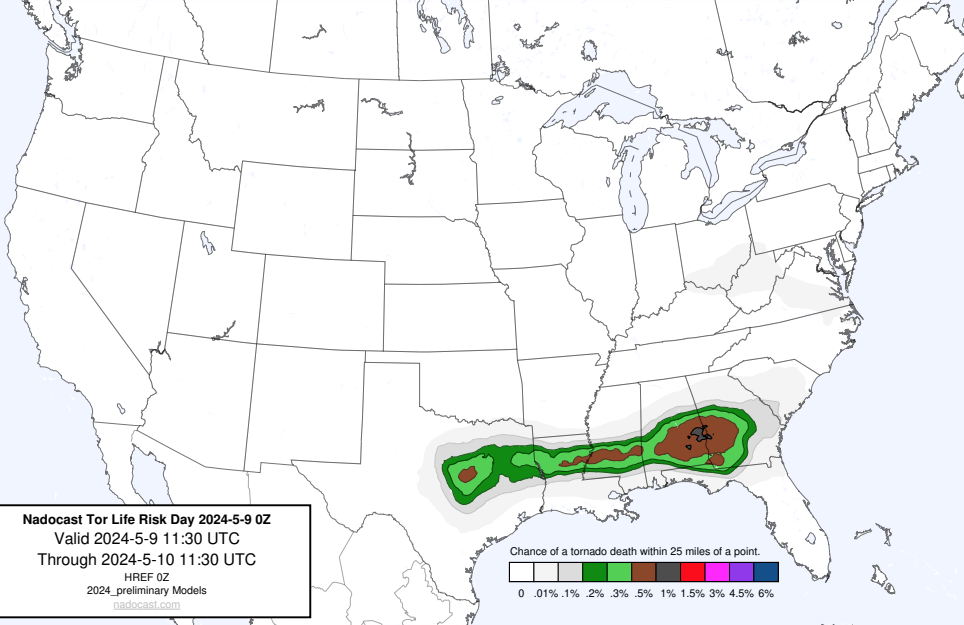 Nadocast Tor Life Risk Day 2024-5-9 0Z
Valid 2024-5-9 11:30 UTC
Through 2024-5-10 11:30 UTC
HREF 0Z
2024_preliminary Models
nadocast.com
Chance of a tornado death within 25 miles of a point.
0 .01% .1% .2% .3% .5% 1% 1.5% 3% 4.5% 6%